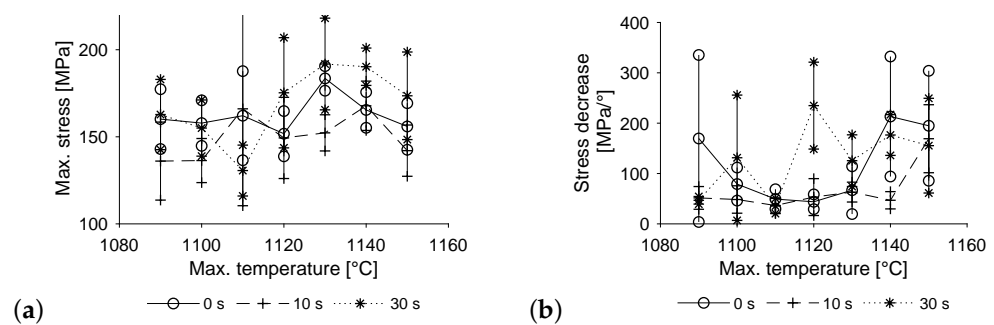 200
150
100
Max. stress [MPa]
1080 1100 1120 1140 1160
Max. temperature [°C]
(a) 0 s 10 s 30 s
400
300
200
100
0
Stress decrease
[MPa/°]
1080 1100 1120 1140 1160
Max. temperature [°C]
(b) 0 s 10 s 30 s